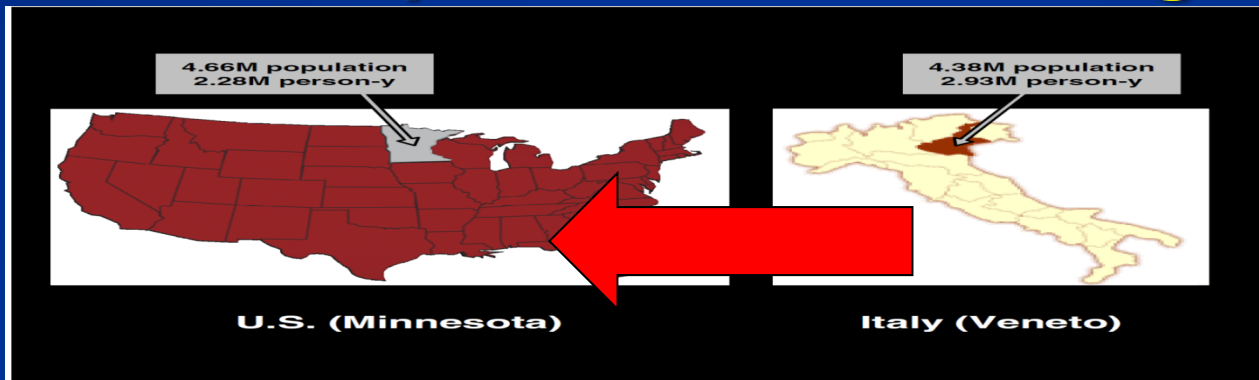 4.66M population
2.28M person-y
4.38M population
2.93M person-y
U.S. (Minnesota)
Italy (Veneto)